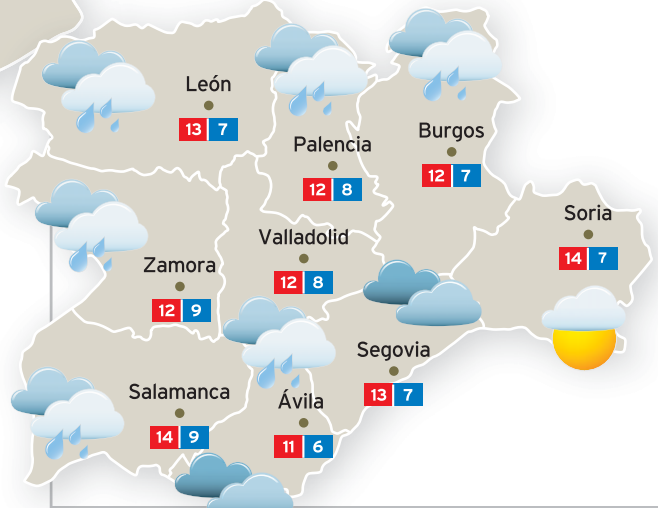 León
13 7
Palencia
12 8
Burgos
12 7
Soria
14 7
Valladolid
12 8
Zamora
12 9
Segovia
13 7
Salamanca
14 9
Ávila
11 6